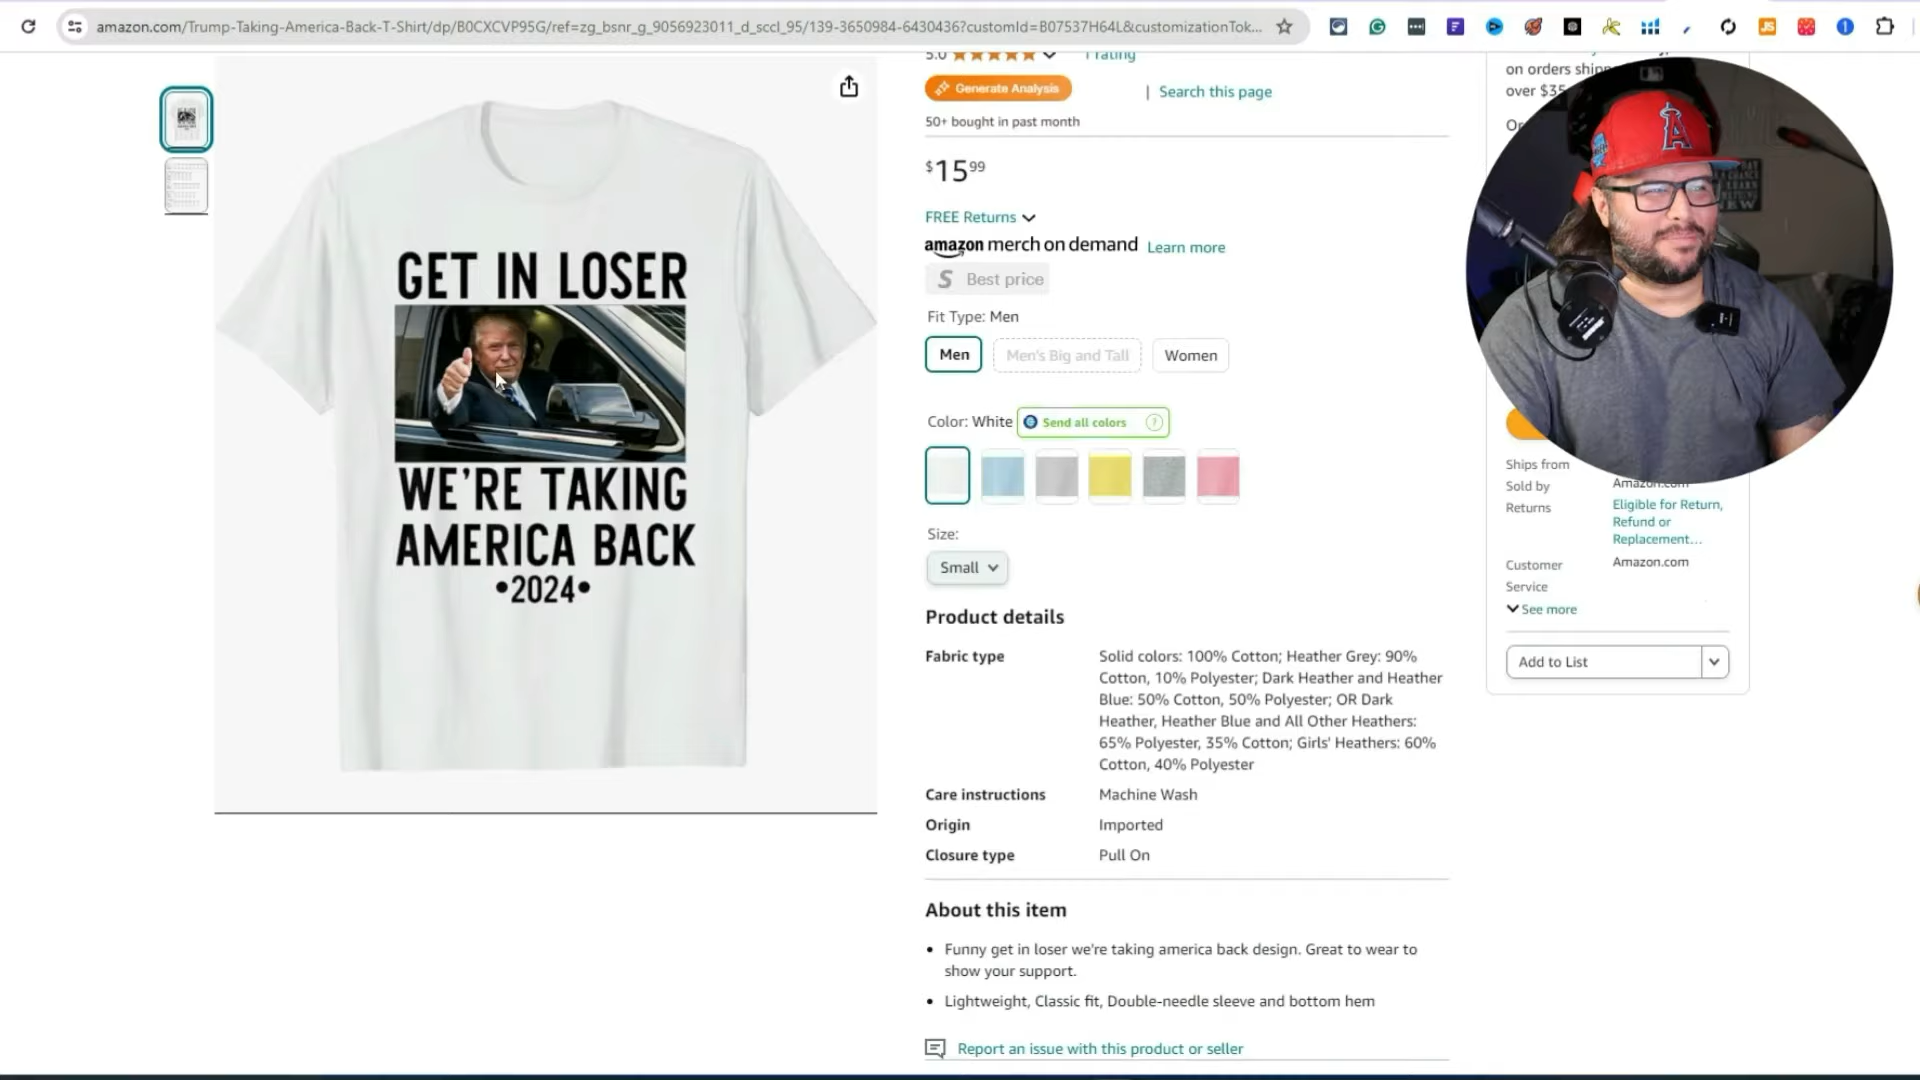 amazon.com/Trump-Taking-America-Back-T-Shirt/dp/B0CXCVP95G/ref=zg_bsnr_g_9056923011_d_sccl_95/139-3650984-6430436?customId=B07537H64L&customizationTok...
5.0
1 rating
Generate Analysis
| Search this page
50+ bought in past month
$15 99
FREE Returns
amazon merch on demand Learn more
S Best price
Fit Type: Men
Men
Men's Big and Tall
Women
Color: White
Send all colors ?
Size:
Small
Product details
Fabric type
Solid colors: 100% Cotton; Heather Grey: 90%
Cotton, 10% Polyester; Dark Heather and Heather
Blue: 50% Cotton, 50% Polyester; OR Dark
Heather, Heather Blue and All Other Heathers:
65% Polyester, 35% Cotton; Girls' Heathers: 60%
Cotton, 40% Polyester
Care instructions Machine Wash
Origin Imported
Closure type Pull On
About this item
• Funny get in loser we're taking america back design. Great to wear to
show your support.
• Lightweight, Classic fit, Double-needle sleeve and bottom hem
Report an issue with this product or seller
GET IN LOSER
WE'RE TAKING
AMERICA BACK
•2024•
on orders shipp
over $35
Or
A
Ships from
Amazon.com
Sold by
Returns
Eligible for Return,
Refund or
Replacement...
Customer
Service
Amazon.com
See more
Add to List